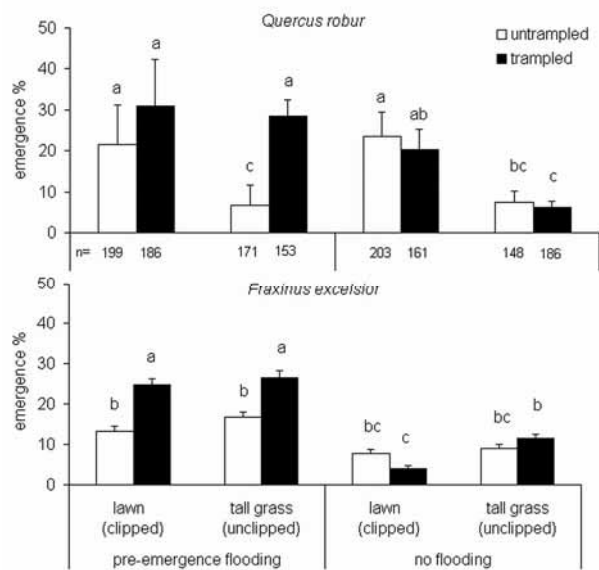 Quercus robur
50
40
30
20
10
0
emergence %
untrampled
trampled
a
a
c
a
a
ab
bc
c
n= 199 186 171 153 203 161 148 186
Fraxinus excelsior
50
40
30
20
10
0
emergence %
b
a
b
a
bc
c
bc
b
lawn tall grass lawn tall grass
(clipped) (unclipped) (clipped) (unclipped)
pre-emergence flooding no flooding